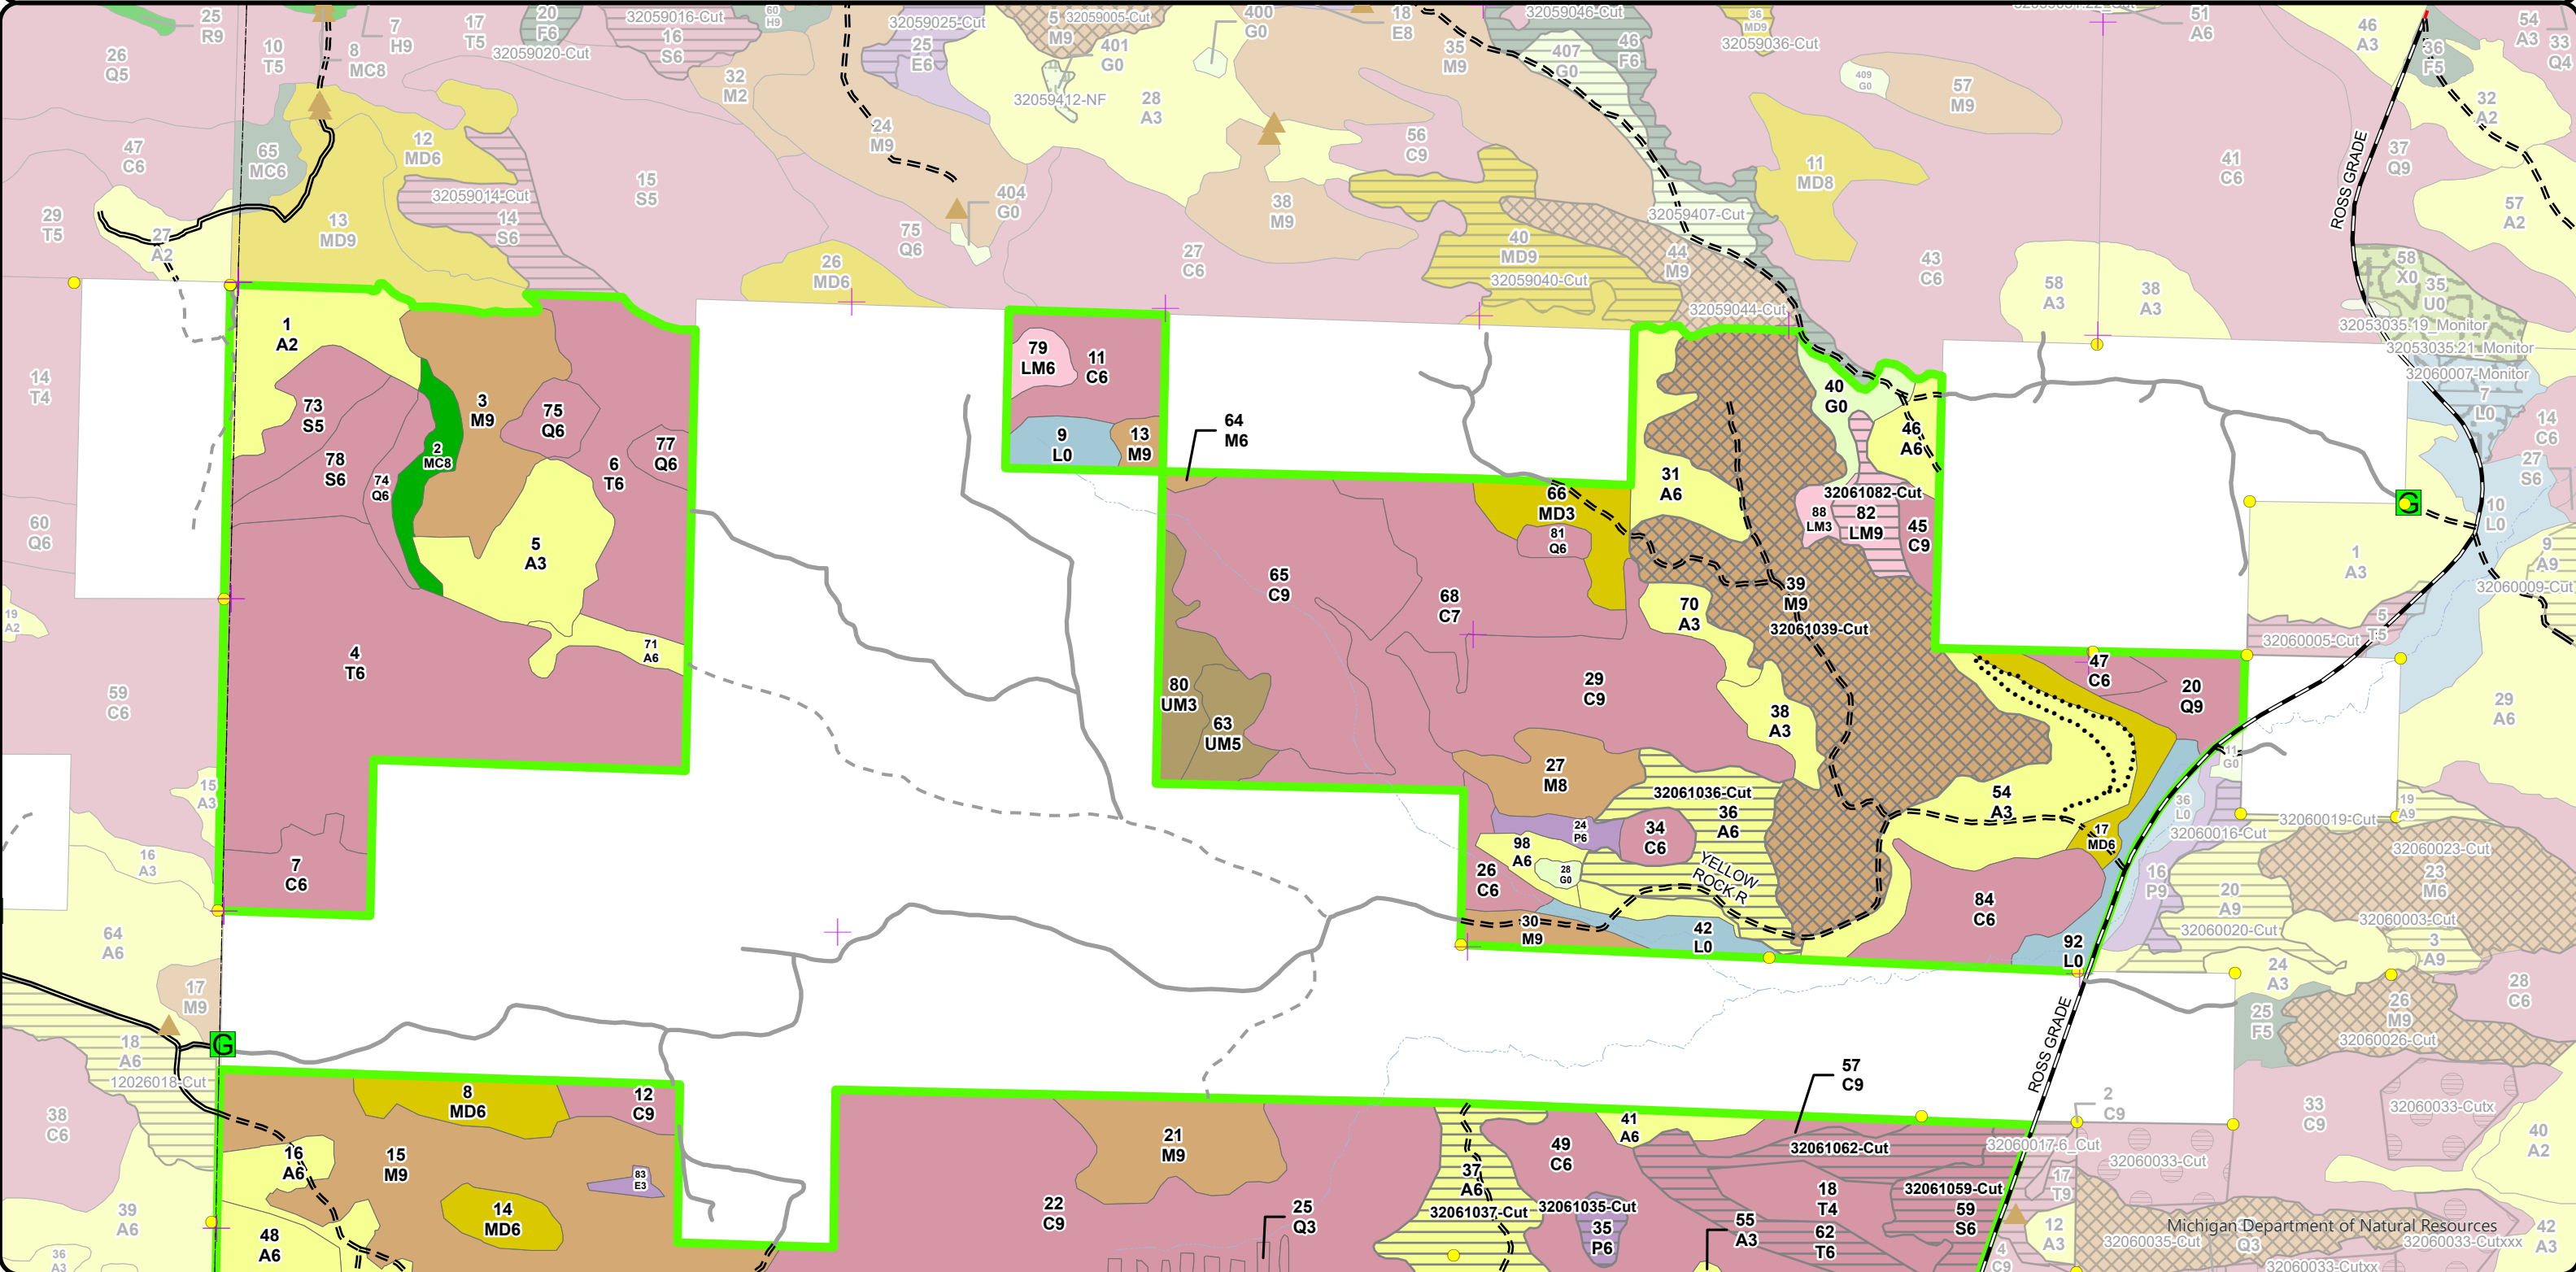 25
R9
26
Q5
10
T5
7
H9
8
MC8
17
T5
20
F6
32059020-Cut
32059016-Cut
16
S6
60
H9
32
M2
32059025-Cut
25
E6
5
M9
32059005-Cut
401
G0
32059412-NF
28
A3
400
G0
18
E8
35
M9
32059046-Cut
407
G0
46
F6
36
MD9
32059036-Cut
409
G0
57
M9
51
A6
46
A3
36
F5
54
A3
33
Q4
32
A2
ROSS GRADE
37
Q9
57
A2
41
C6
47
C6
65
MC6
12
MD6
32059014-Cut
14
S6
15
S5
24
M9
404
G0
75
Q6
27
C6
38
M9
56
C9
11
MD8
32059407-Cut
40
MD9
32059040-Cut
44
M9
32059044-Cut
43
C6
58
A3
38
A3
58
X0
35
U0
32053035.19_Monitor
32053035.21_Monitor
32060007-Monitor
7
L0
14
C6
27
S6
10
L0
29
T5
27
A2
13
MD9
26
MD6
14
T4
60
Q6
19
A2
59
C6
15
A3
16
A3
64
A6
17
M9
18
A6
12026018-Cut
38
C6
39
A6
36
A3
1
A2
73
S5
78
S6
74
Q6
2
MC8
3
M9
75
Q6
77
Q6
6
T6
5
A3
71
A6
4
T6
7
C6
79
LM6
11
C6
9
L0
13
M9
64
M6
66
MD3
81
Q6
65
C9
68
C7
80
UM3
63
UM5
29
C9
31
A6
40
G0
46
A6
32061082-Cut
88
LM3
82
LM9
45
C9
39
M9
32061039-Cut
70
A3
38
A3
27
M8
32061036-Cut
36
A6
24
P6
34
C6
98
A6
28
G0
26
C6
30
M9
42
L0
YELLOW
ROCK R
54
A3
47
C6
20
Q9
17
MD6
84
C6
92
L0
G
1
A3
9
A9
32060009-Cut
5
T5
32060005-Cut
29
A6
11
G0
36
L0
32060016-Cut
16
P9
19
A9
32060019-Cut
32060023-Cut
23
M6
20
A9
32060020-Cut
32060003-Cut
3
A9
24
A3
25
F5
26
M9
32060026-Cut
28
C6
ROSS GRADE
2
C9
32060017.6_Cut
33
C9
32060033-Cutx
32060033-Cut
40
A2
17
T9
12
A3
4
C9
32060035-Cut
Q3
32060033-Cutxxx
32060033-Cutxx
42
A3
Michigan Department of Natural Resources
G
8
MD6
12
C9
16
A6
15
M9
83
E3
14
MD6
48
A6
21
M9
22
C9
25
Q3
37
A6
32061037-Cut
49
C6
41
A6
57
C9
32061062-Cut
32061035-Cut
35
P6
18
T4
62
T6
55
A3
32061059-Cut
59
S6